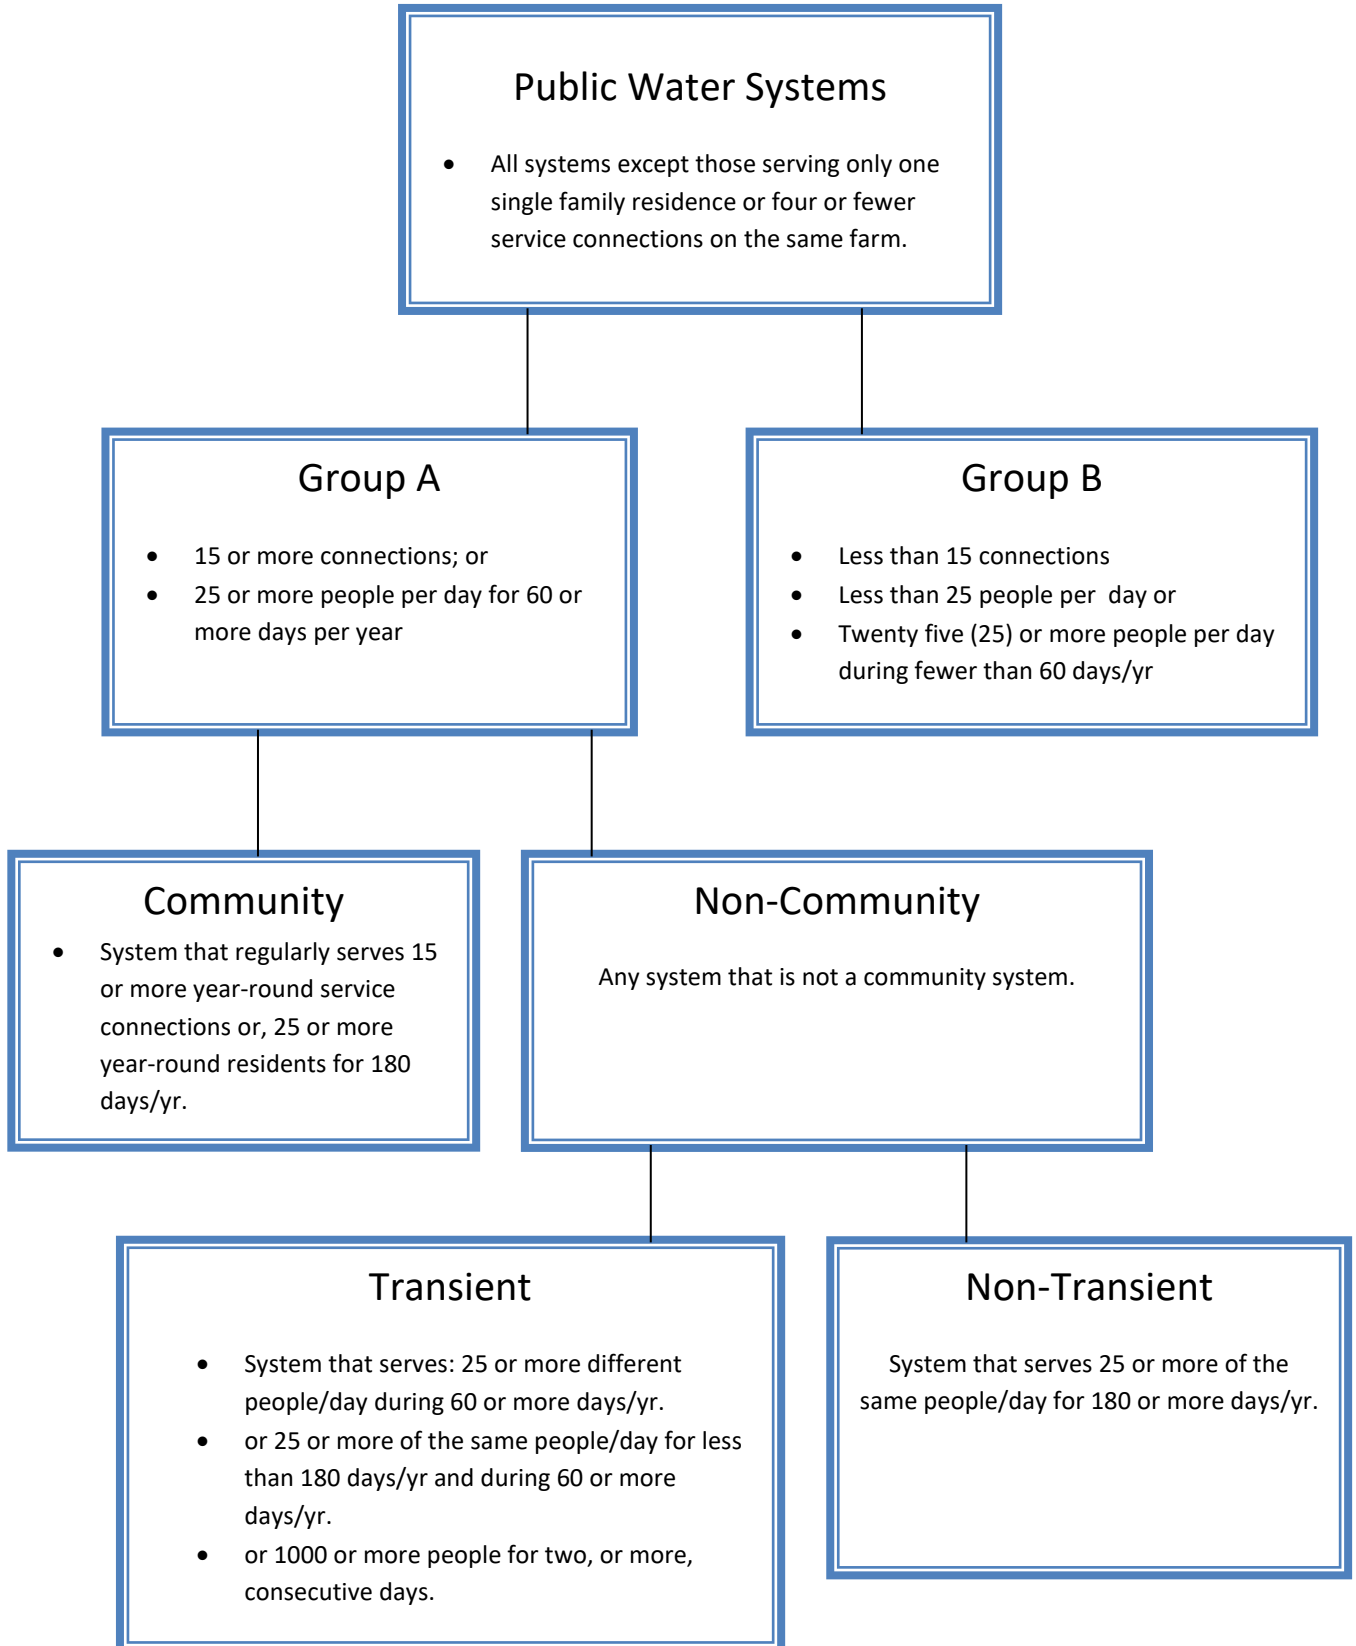 Public Water Systems
• All systems except those serving only one
single family residence or four or fewer
service connections on the same farm.
Group A
• 15 or more connections; or
• 25 or more people per day for 60 or
more days per year
Group B
• Less than 15 connections
• Less than 25 people per  day or
• Twenty five (25) or more people per day
during fewer than 60 days/yr
Community
• System that regularly serves 15
or more year-round service
connections or, 25 or more
year-round residents for 180
days/yr.
Non-Community
Any system that is not a community system.
Transient
• System that serves: 25 or more different
people/day during 60 or more days/yr.
• or 25 or more of the same people/day for less
than 180 days/yr and during 60 or more
days/yr.
• or 1000 or more people for two, or more,
consecutive days.
Non-Transient
System that serves 25 or more of the
same people/day for 180 or more days/yr.